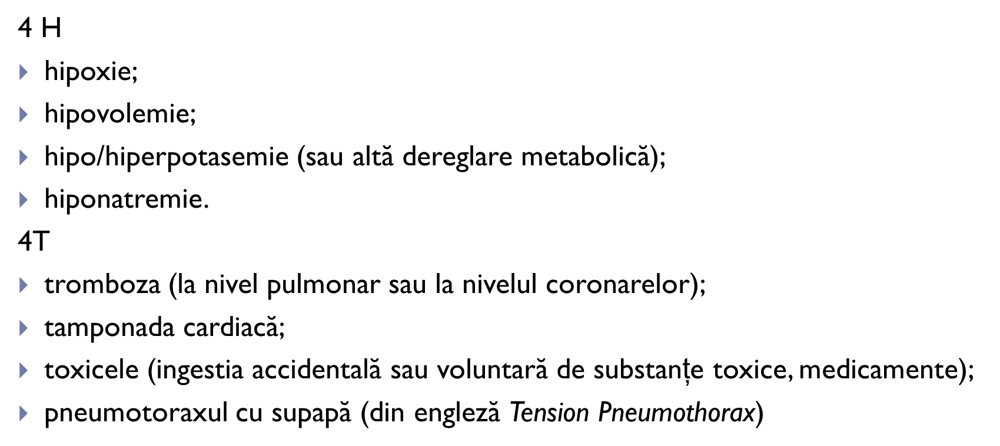 4 H
hipoxie;
hipovolemie;
hipo/hiperpotasemie (sau altă dereglare metabolică);
hiponatremie.
4T
tromboza (la nivel pulmonar sau la nivelul coronarelor);
tamponada cardiacă;
toxicele (ingestia accidentală sau voluntară de substanțe toxice, medicamente);
pneumotoraxul cu supapă (din engleză Tension Pneumothorax)